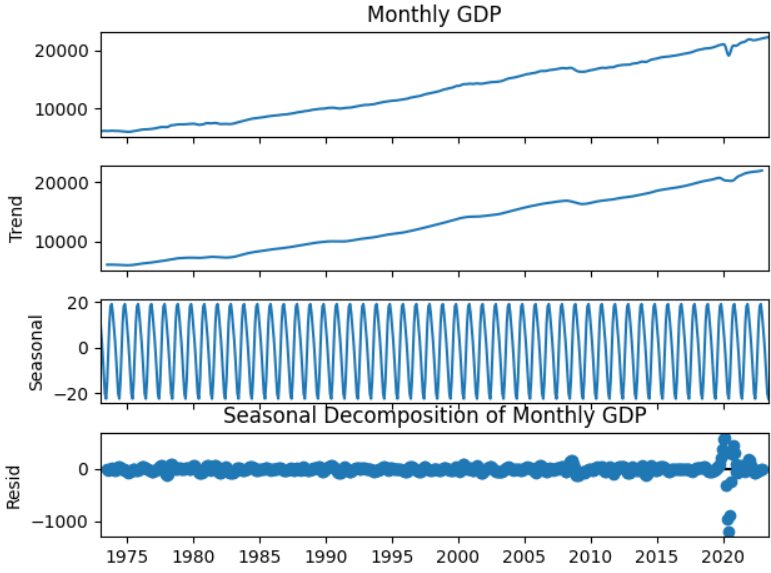 Monthly GDP
20000
10000
Trend
20000
10000
Seasonal
20
0
−20
Seasonal Decomposition of Monthly GDP
Resid
0
−1000
1975 1980 1985 1990 1995 2000 2005 2010 2015 2020